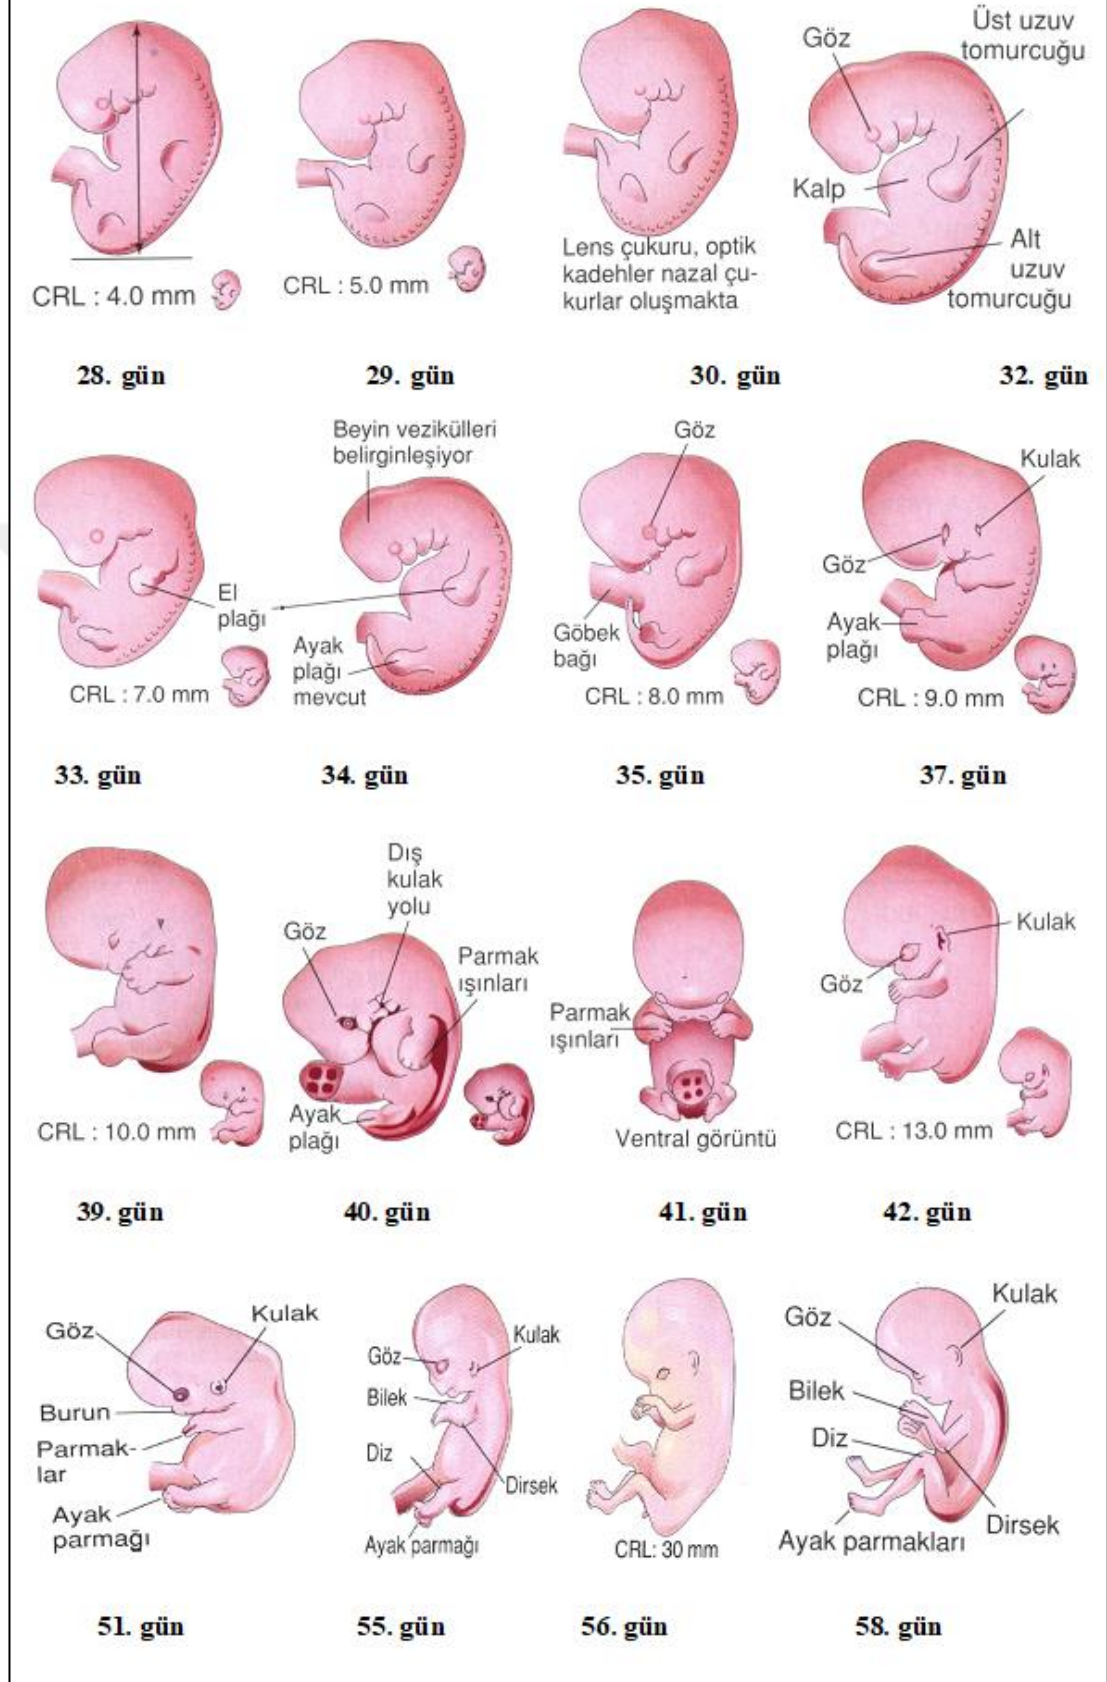 CRL : 4.0 mm
CRL : 5.0 mm
Lens çukuru, optik
kadehler nazal çu-
kurlar oluşmakta
Göz
Üst uzuv
tomurcuğu
Kalp
Alt
uzuv
tomurcuğu
28. gün
29. gün
30. gün
32. gün
El
plağı
CRL : 7.0 mm
Beyin vezikülleri
belirginleşiyor
Ayak
plağı
mevcut
Göz
Göbek
bağı
CRL : 8.0 mm
Kulak
Göz
Ayak
plağı
CRL : 9.0 mm
33. gün
34. gün
35. gün
37. gün
CRL : 10.0 mm
Dış
kulak
yolu
Göz
Parmak
ışınları
Ayak
plağı
Parmak
ışınları
Ventral görüntü
Kulak
Göz
CRL : 13.0 mm
39. gün
40. gün
41. gün
42. gün
Göz
Kulak
Burun
Parmak-
lar
Ayak
parmağı
Göz
Kulak
Bilek
Diz
Dirsek
Ayak parmağı
CRL: 30 mm
Göz
Kulak
Bilek
Diz
Dirsek
Ayak parmakları
51. gün
55. gün
56. gün
58. gün